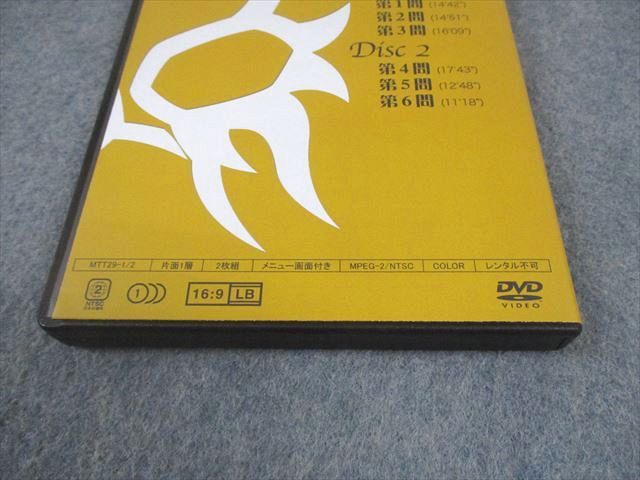 第1問 (14'42")
第2問 (14'51")
第3問 (16'09")
Disc 2
第4問 (17'43")
第5問 (12'48")
第6問 (11'18")
MTT29-1/2 片面1層 2枚組 メニュー画面付き MPEG-2/NTSC COLOR レンタル不可
2 NTSC 1 16:9 LB DVD VIDEO